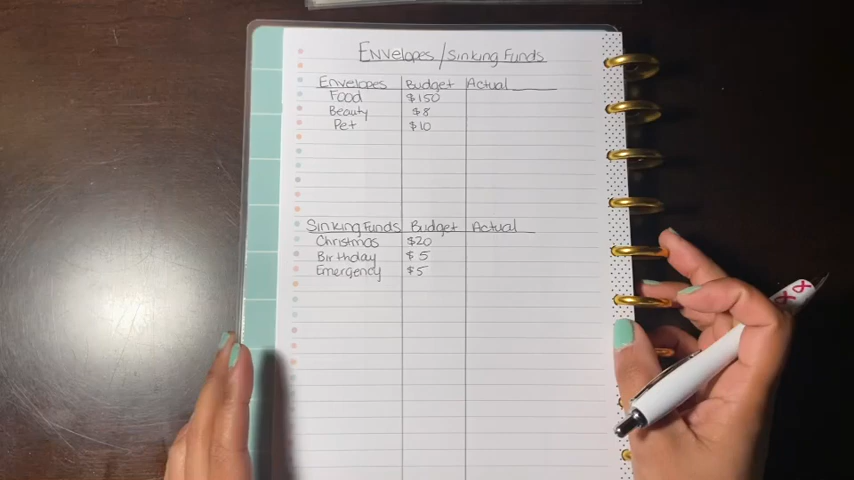 Envelopes/Sinking Funds
Envelopes Budget Actual
Food $150
Beauty $8
Pet $10
Sinking Funds Budget Actual
Christmas $20
Birthday $5
Emergency $5